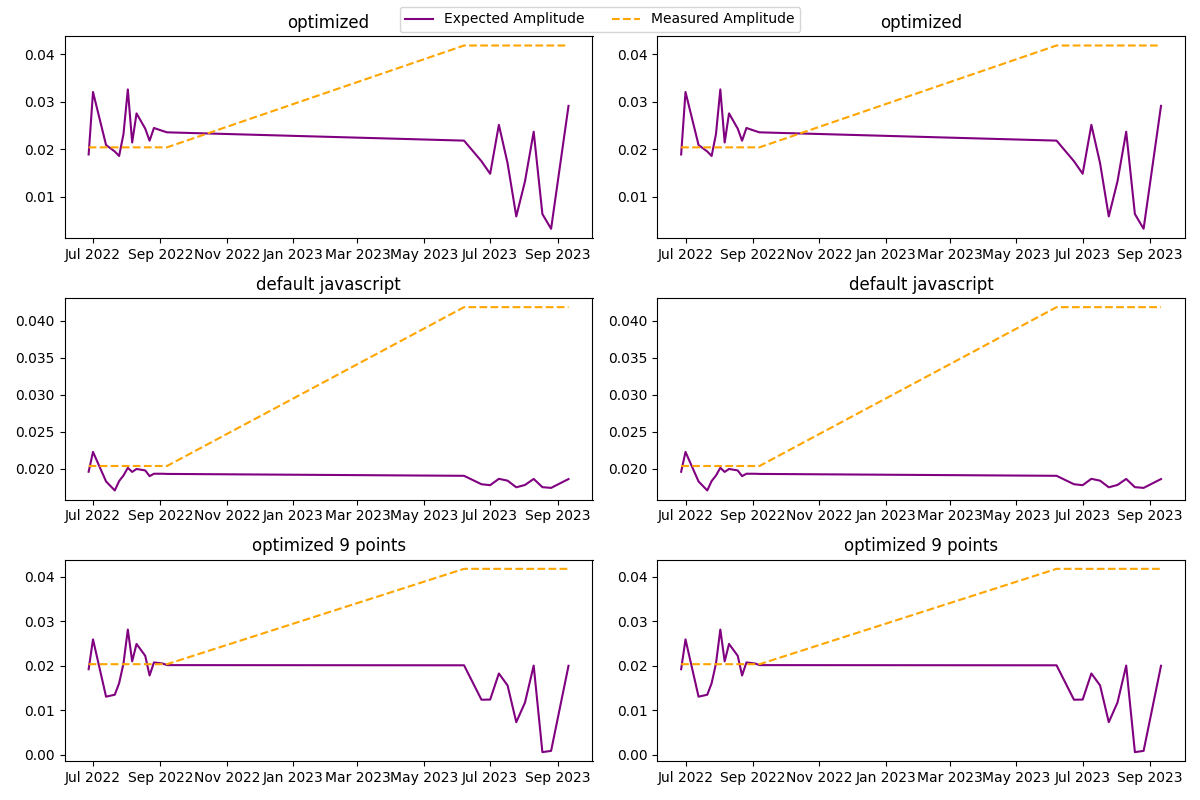 Expected Amplitude Measured Amplitude
optimized
0.04
0.03
0.02
0.01
Jul 2022 Sep 2022 Nov 2022 Jan 2023 Mar 2023 May 2023 Jul 2023 Sep 2023
optimized
Jul 2022 Sep 2022 Nov 2022 Jan 2023 Mar 2023 May 2023 Jul 2023 Sep 2023
default javascript
0.040
0.035
0.030
0.025
0.020
Jul 2022 Sep 2022 Nov 2022 Jan 2023 Mar 2023 May 2023 Jul 2023 Sep 2023
default javascript
0.040
0.035
0.030
0.025
0.020
Jul 2022 Sep 2022 Nov 2022 Jan 2023 Mar 2023 May 2023 Jul 2023 Sep 2023
optimized 9 points
0.04
0.03
0.02
0.01
0.00
Jul 2022 Sep 2022 Nov 2022 Jan 2023 Mar 2023 May 2023 Jul 2023 Sep 2023
optimized 9 points
0.04
0.03
0.02
0.01
0.00
Jul 2022 Sep 2022 Nov 2022 Jan 2023 Mar 2023 May 2023 Jul 2023 Sep 2023